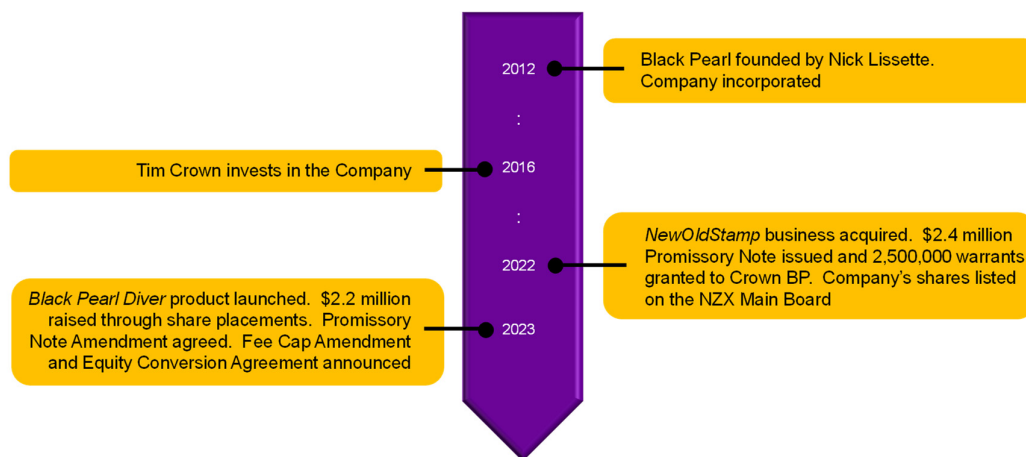 2012
Black Pearl founded by Nick Lissette.
Company incorporated
:
Tim Crown invests in the Company
2016
:
NewOldStamp business acquired. $2.4 million
Promissory Note issued and 2,500,000 warrants
granted to Crown BP. Company's shares listed
on the NZX Main Board
2022
Black Pearl Diver product launched. $2.2 million
raised through share placements. Promissory
Note Amendment agreed. Fee Cap Amendment
and Equity Conversion Agreement announced
2023